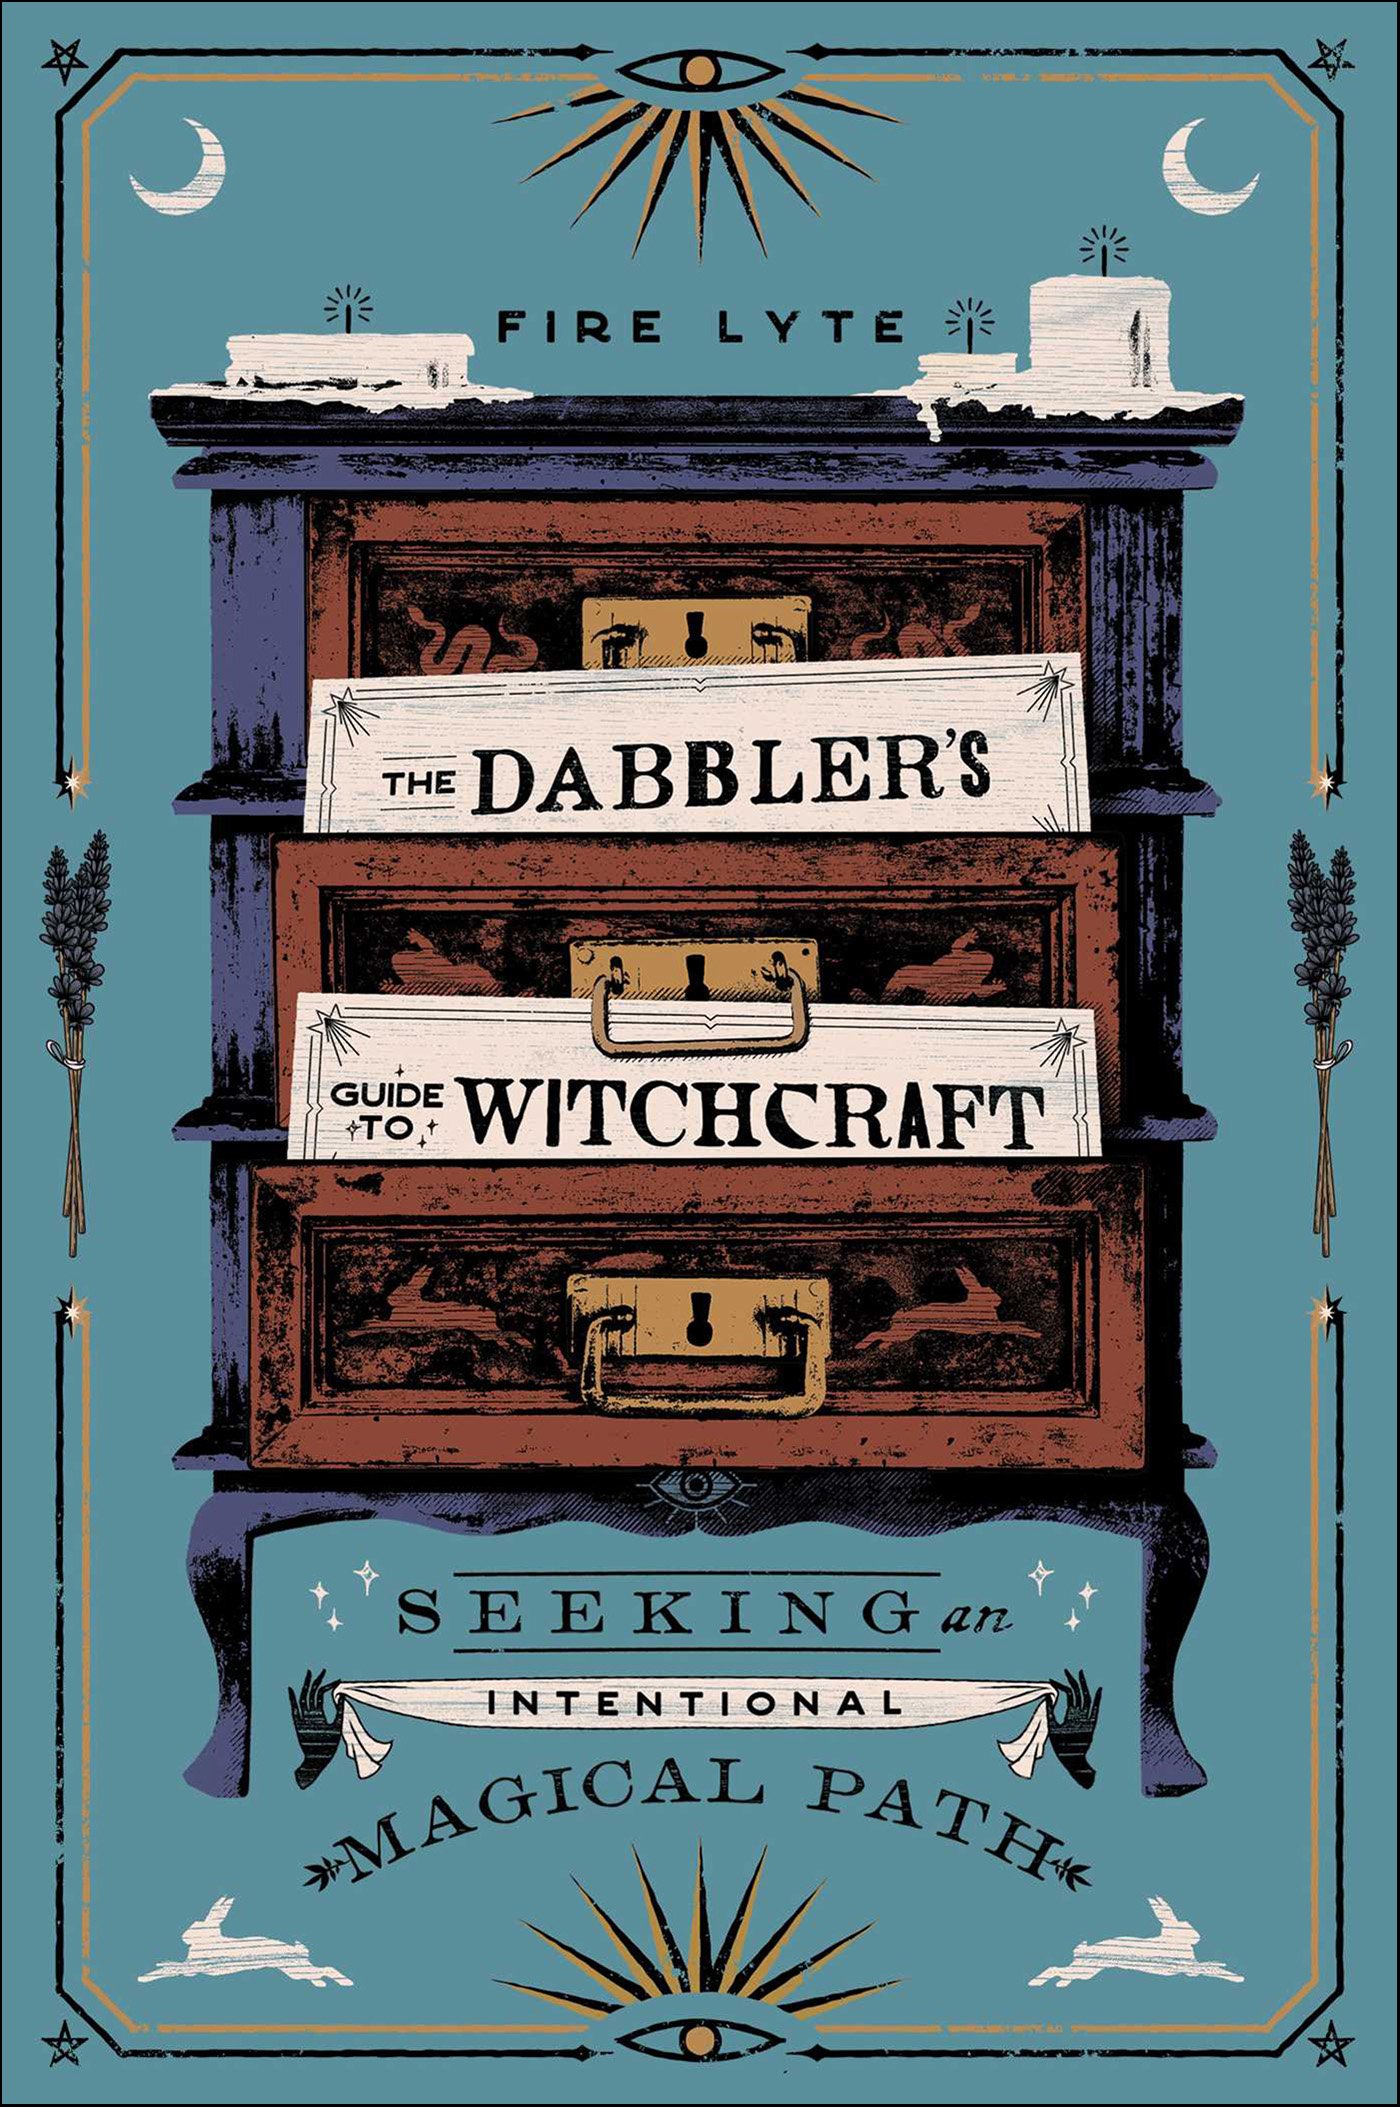 FIRE LYTE
THE DABBLER'S
GUIDE TO WITCHCRAFT
SEEKING an
INTENTIONAL
MAGICAL PATH